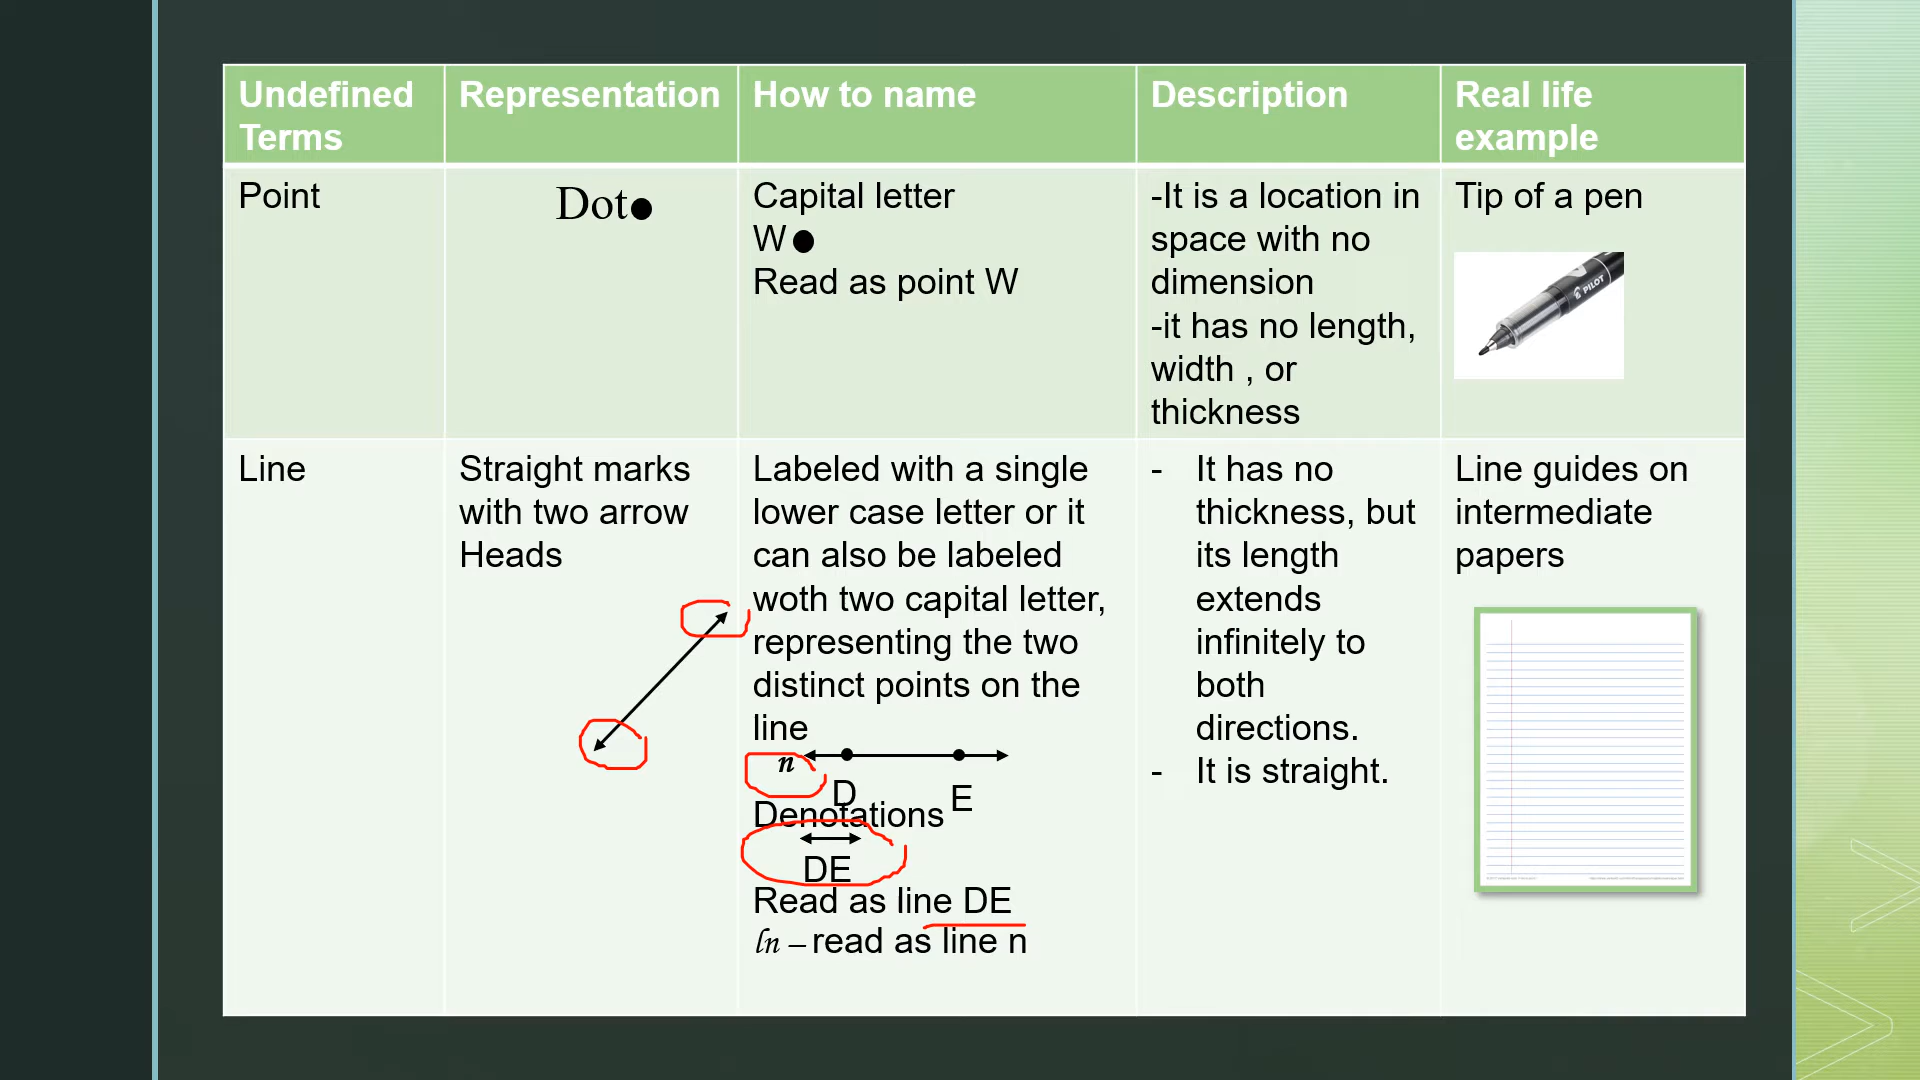 Undefined Terms
Representation
How to name
Description
Real life example
Point
Dot
Capital letter
W
Read as point W
-It is a location in
space with no
dimension
-it has no length,
width , or
thickness
Tip of a pen
PILOT
Line
Straight marks
with two arrow
Heads
Labeled with a single
lower case letter or it
can also be labeled
woth two capital letter,
representing the two
distinct points on the
line
n
D
E
Denotations
DE
Read as line DE
ln – read as line n
- It has no
thickness, but
its length
extends
infinitely to
both
directions.
- It is straight.
Line guides on
intermediate
papers